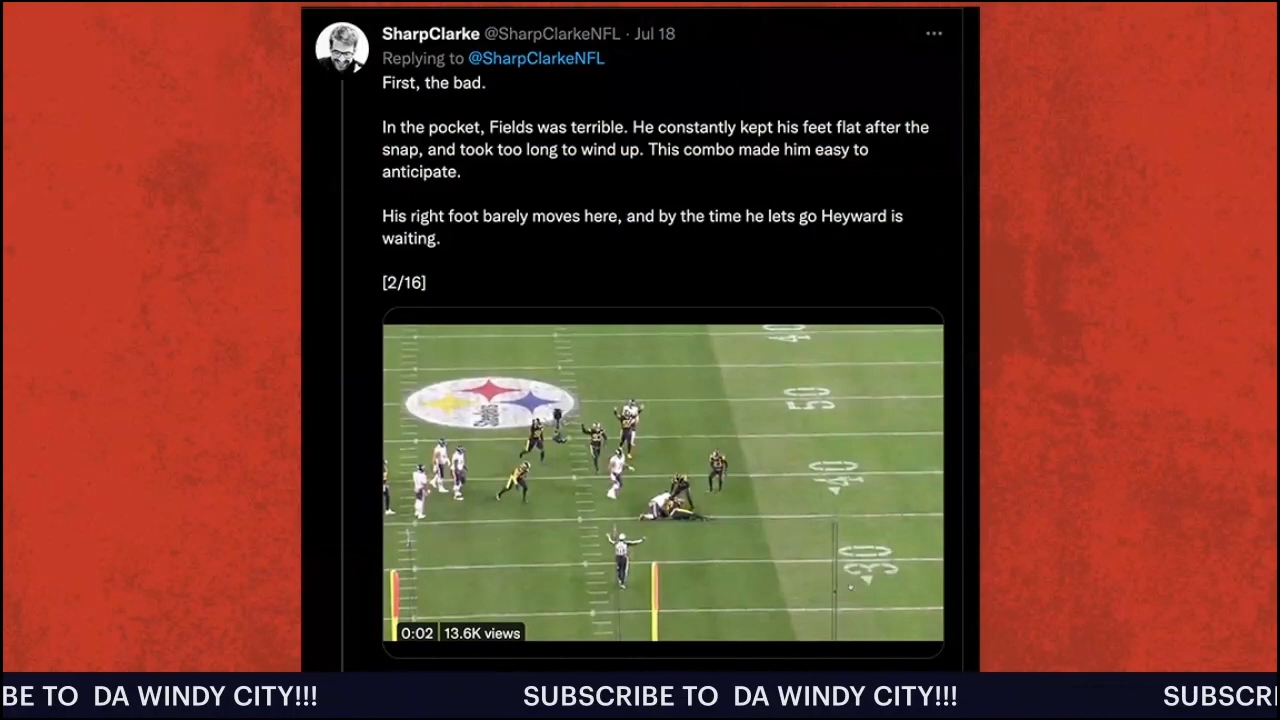 SharpClarke @SharpClarkeNFL · Jul 18
Replying to @SharpClarkeNFL
First, the bad.
In the pocket, Fields was terrible. He constantly kept his feet flat after the
snap, and took too long to wind up. This combo made him easy to
anticipate.
His right foot barely moves here, and by the time he lets go Heyward is
waiting.
[2/16]
40
50
40
30
0:02 13.6K views
BE TO DA WINDY CITY!!! SUBSCRIBE TO DA WINDY CITY!!! SUBSCRI